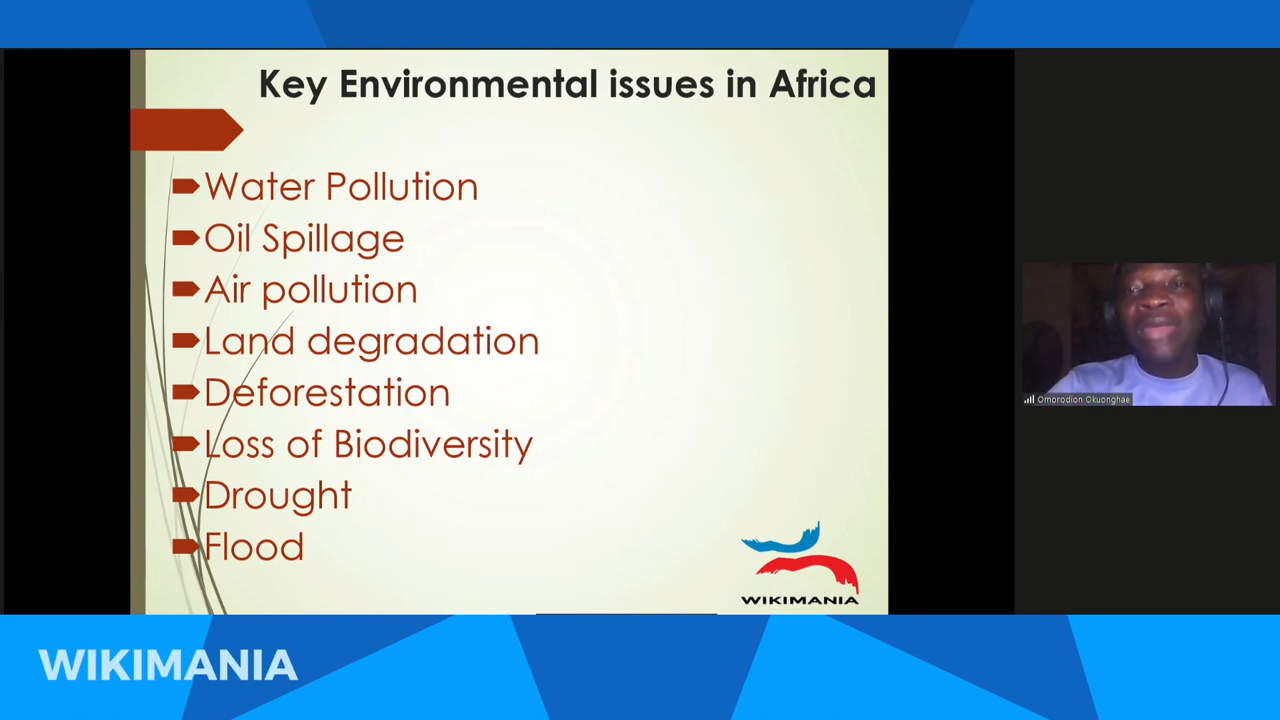 Key Environmental issues in Africa
Water Pollution
Oil Spillage
Air pollution
Land degradation
Deforestation
Loss of Biodiversity
Drought
Flood
WIKIMANIA
Omorodion Okuonghae
WIKIMANIA